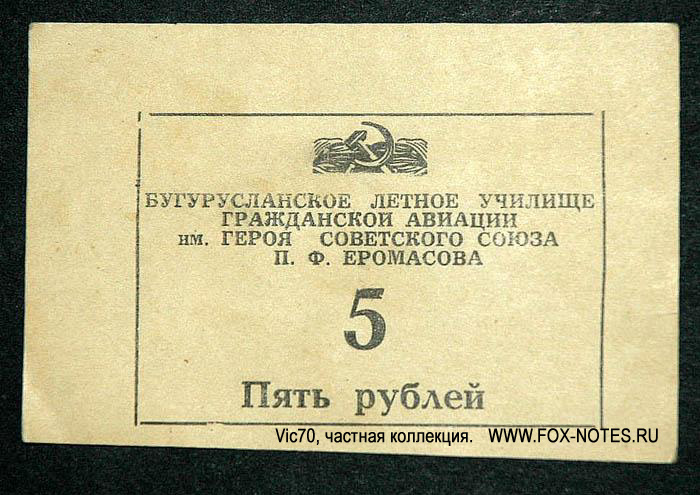 БУГУРУСЛАНСКОЕ ЛЕТНОЕ УЧИЛИЩЕ
ГРАЖДАНСКОЙ АВИАЦИИ
им. ГЕРОЯ СОВЕТСКОГО СОЮЗА
П. Ф. ЕРОМАСОВА
5
Пять рублей
Vic70, частная коллекция. WWW.FOX-NOTES.RU